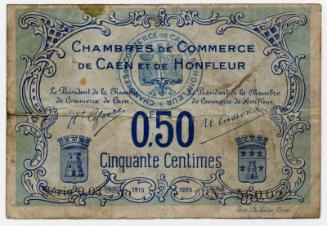 CHAMBRES DE COMMERCE
DE CAEN ET DE HONFLEUR
Le Président de la Chambre
de Commerce de Caen,
Le Président de la Chambre
de Commerce de Honfleur,
0.50
Cinquante Centimes
Série
1915 1920